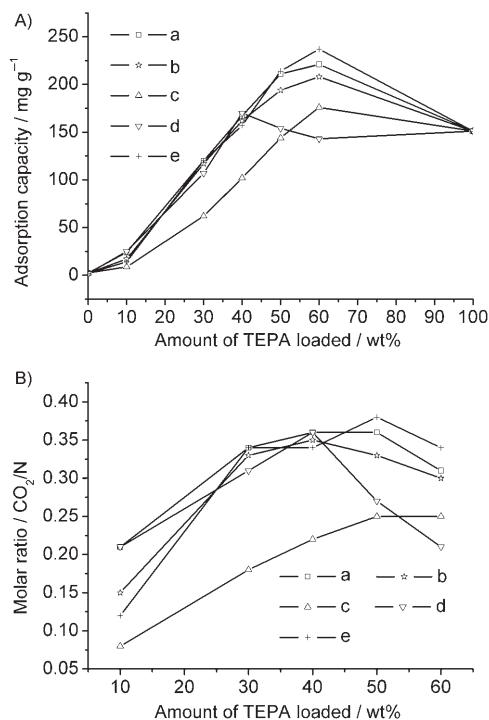 A)
Adsorption capacity / mg g⁻¹
250
200
150
100
50
0
a
b
c
d
e
0 10 20 30 40 50 60 70 80 90 100
Amount of TEPA loaded / wt%
B)
Molar ratio / CO₂/N
0.40
0.35
0.30
0.25
0.20
0.15
0.10
0.05
a b
c d
e
10 20 30 40 50 60
Amount of TEPA loaded / wt%